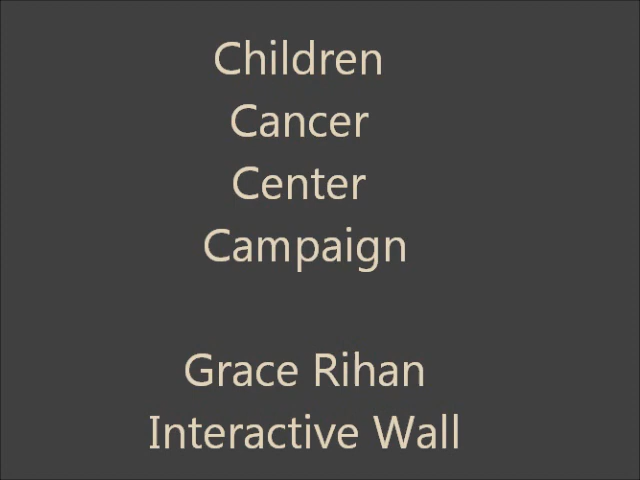 Children
Cancer
Center
Campaign
Grace Rihan
Interactive Wall